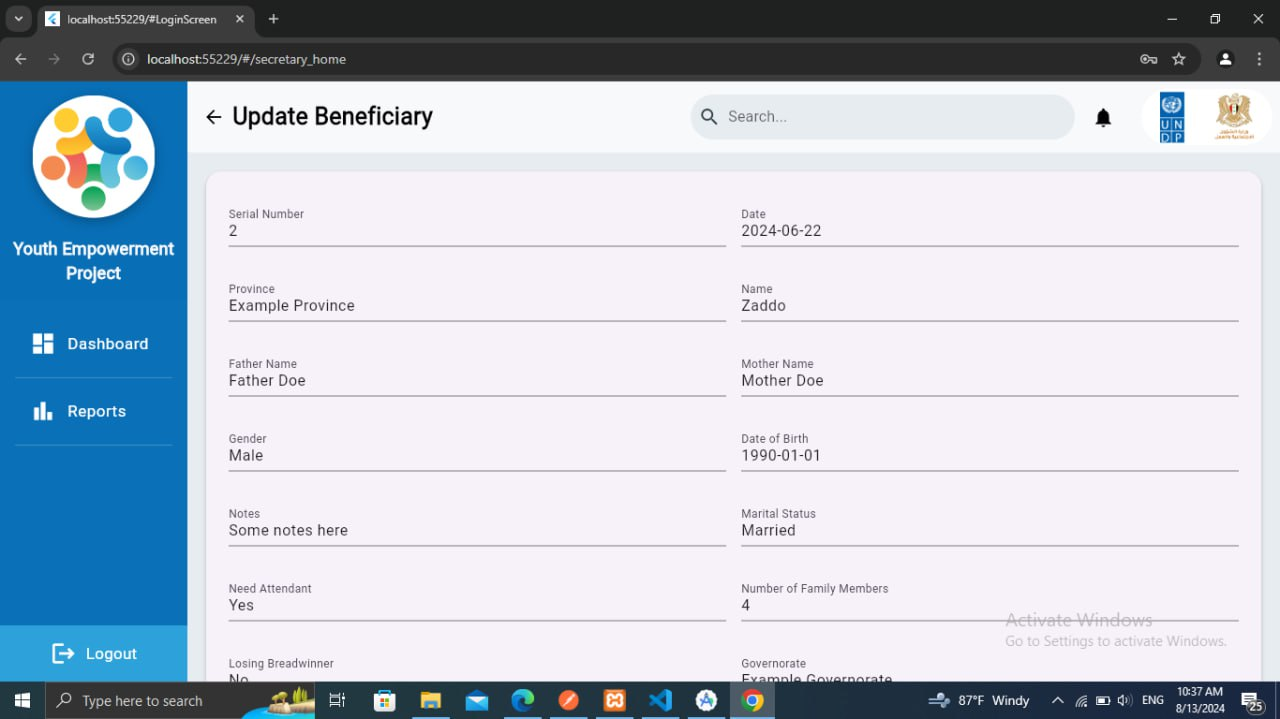 localhost:55229/#LoginScreen
localhost:55229/#/secretary_home
Youth Empowerment
Project
Dashboard
Reports
Logout
Update Beneficiary
Search...
U N
D P
Serial Number
2
Date
2024-06-22
Province
Example Province
Name
Zaddo
Father Name
Father Doe
Mother Name
Mother Doe
Gender
Male
Date of Birth
1990-01-01
Notes
Some notes here
Marital Status
Married
Need Attendant
Yes
Number of Family Members
4
Losing Breadwinner
No
Governorate
Example Governorate
Activate Windows
Go to Settings to activate Windows.
Type here to search
87°F Windy
ENG
10:37 AM
8/13/2024
25